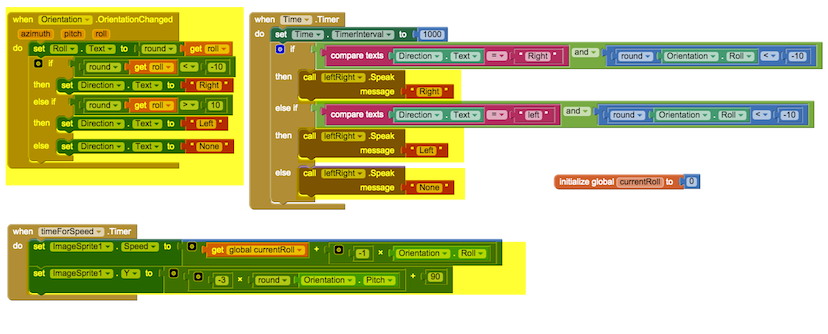 when Orientation .OrientationChanged
azimuth pitch roll
do set Roll . Text to round get roll
if round get roll < -10
then set Direction . Text to " Right "
else if round get roll > 10
then set Direction . Text to " Left "
else set Direction . Text to " None "
when Time .Timer
do set Time . TimerInterval to 1000
if compare texts Direction . Text = " Right " and round Orientation . Roll < -10
then call leftRight .Speak
message " Right "
else if compare texts Direction . Text = " left " and round Orientation . Roll < -10
then call leftRight .Speak
message " Left "
else call leftRight .Speak
message " None "
initialize global currentRoll to 0
when timeForSpeed .Timer
do set ImageSprite1 . Speed to get global currentRoll + -1 × Orientation . Roll
set ImageSprite1 . Y to -3 × round Orientation . Pitch + 90